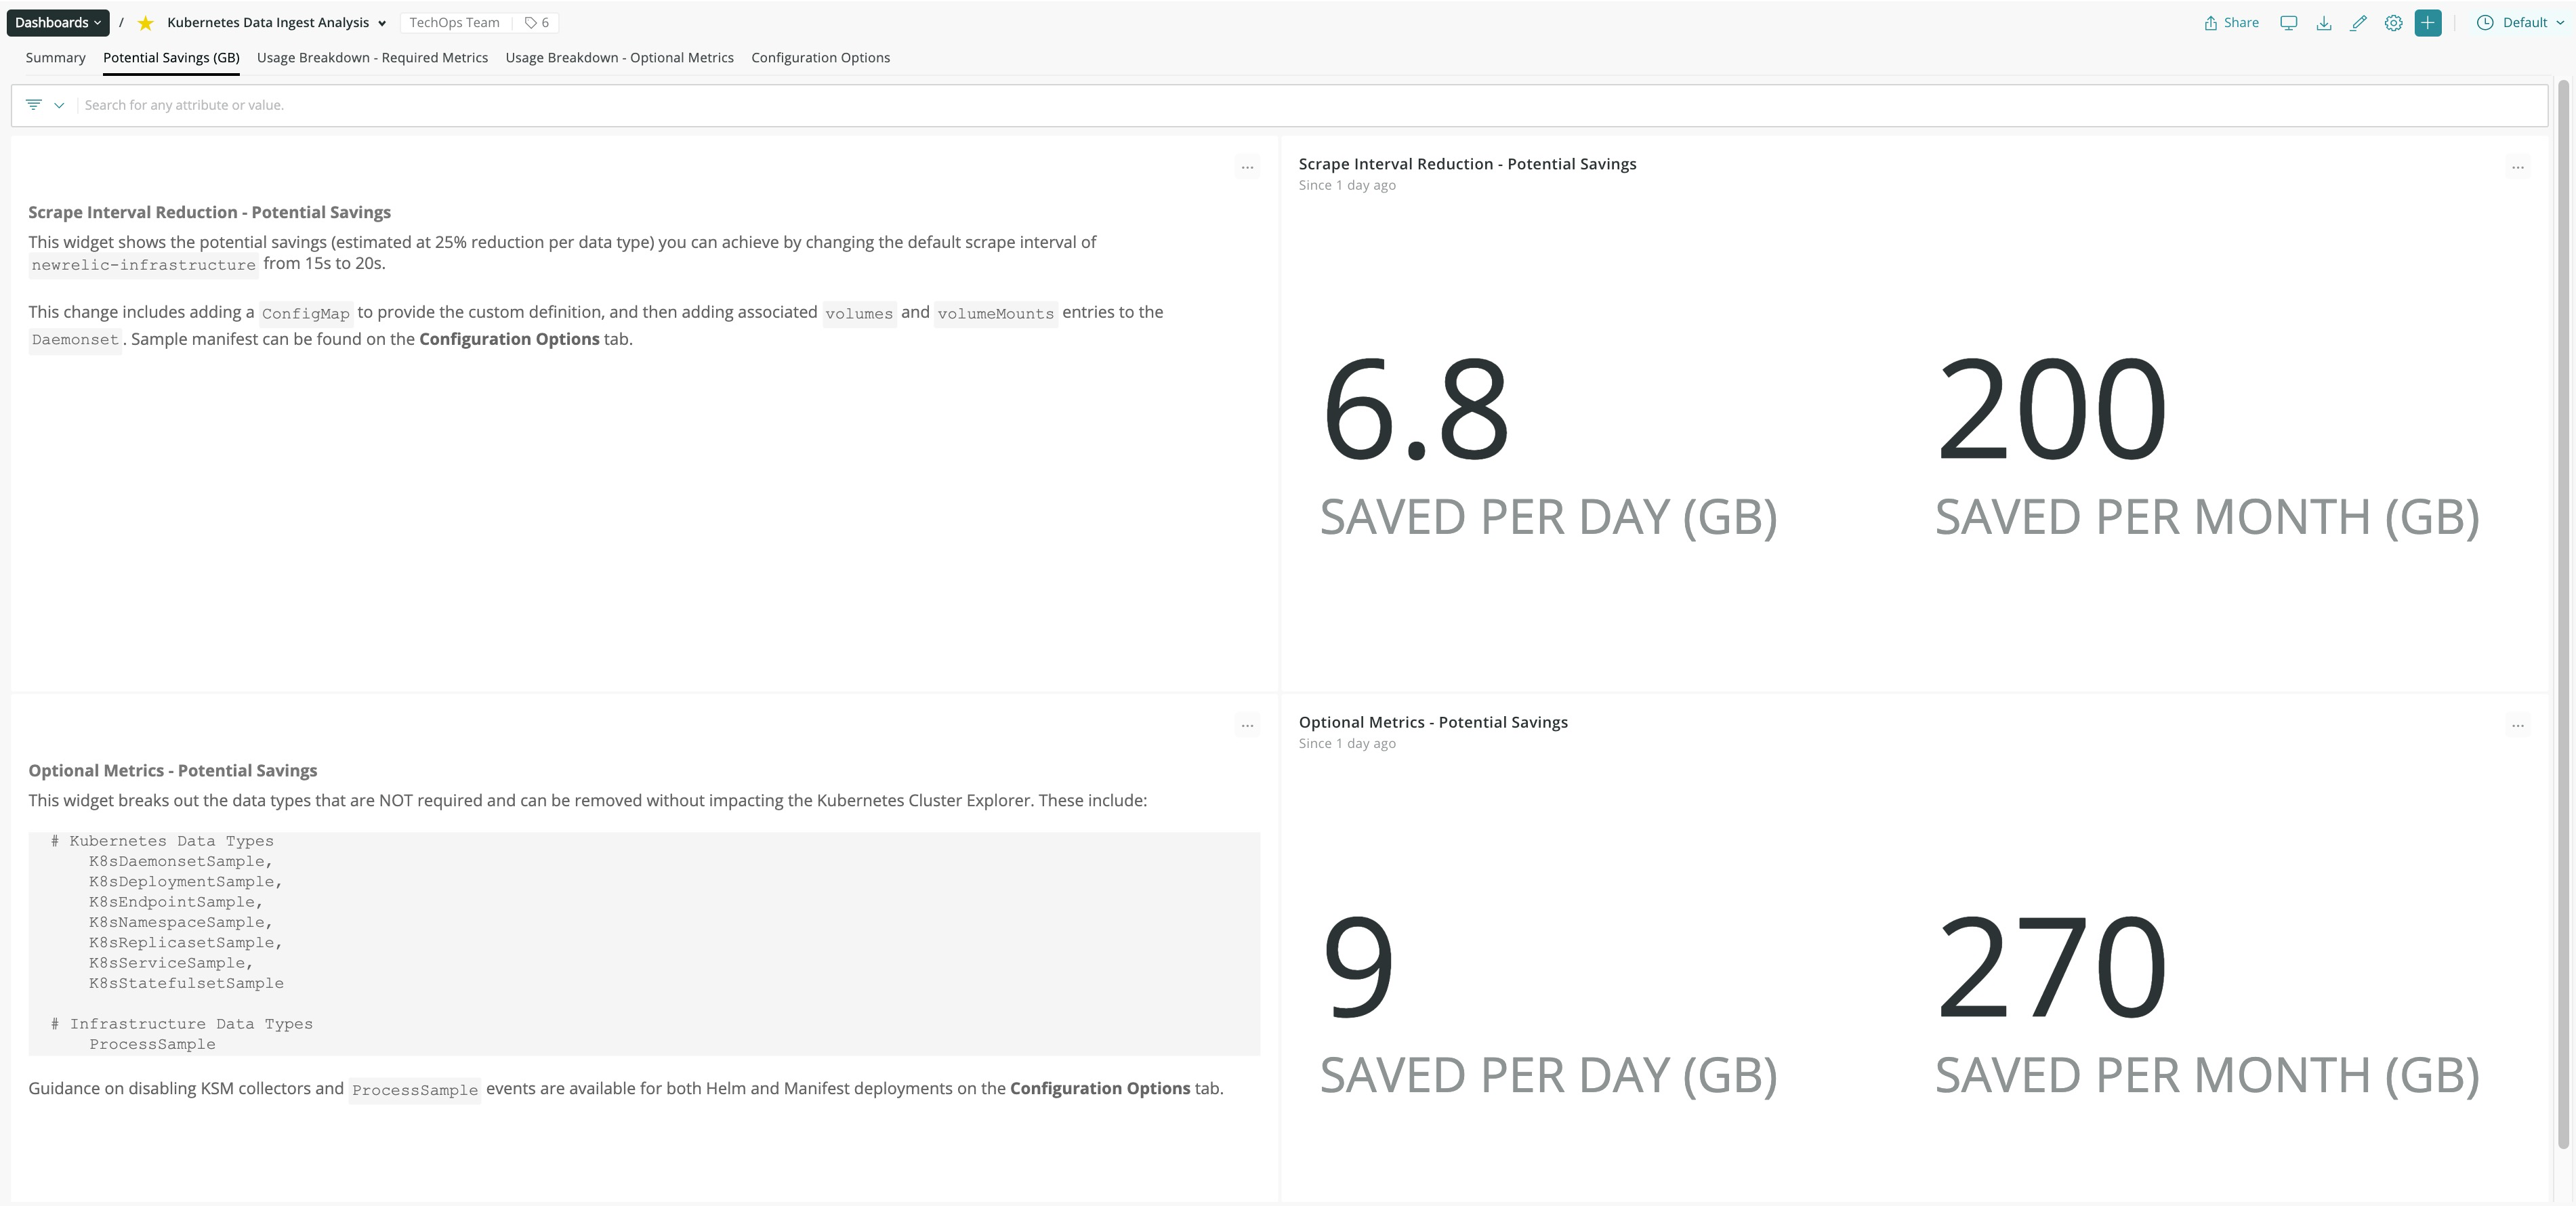 Dashboards / Kubernetes Data Ingest Analysis TechOps Team 6 Share Default
Summary Potential Savings (GB) Usage Breakdown - Required Metrics Usage Breakdown - Optional Metrics Configuration Options
Search for any attribute or value.
Scrape Interval Reduction - Potential Savings
This widget shows the potential savings (estimated at 25% reduction per data type) you can achieve by changing the default scrape interval of
newrelic-infrastructure from 15s to 20s.
This change includes adding a ConfigMap to provide the custom definition, and then adding associated volumes and volumeMounts entries to the
Daemonset. Sample manifest can be found on the Configuration Options tab.
Scrape Interval Reduction - Potential Savings
Since 1 day ago
6.8
SAVED PER DAY (GB)
200
SAVED PER MONTH (GB)
Optional Metrics - Potential Savings
This widget breaks out the data types that are NOT required and can be removed without impacting the Kubernetes Cluster Explorer. These include:
# Kubernetes Data Types
K8sDaemonsetSample,
K8sDeploymentSample,
K8sEndpointSample,
K8sNamespaceSample,
K8sReplicasetSample,
K8sServiceSample,
K8sStatefulsetSample
# Infrastructure Data Types
ProcessSample
Guidance on disabling KSM collectors and ProcessSample events are available for both Helm and Manifest deployments on the Configuration Options tab.
Optional Metrics - Potential Savings
Since 1 day ago
9
SAVED PER DAY (GB)
270
SAVED PER MONTH (GB)